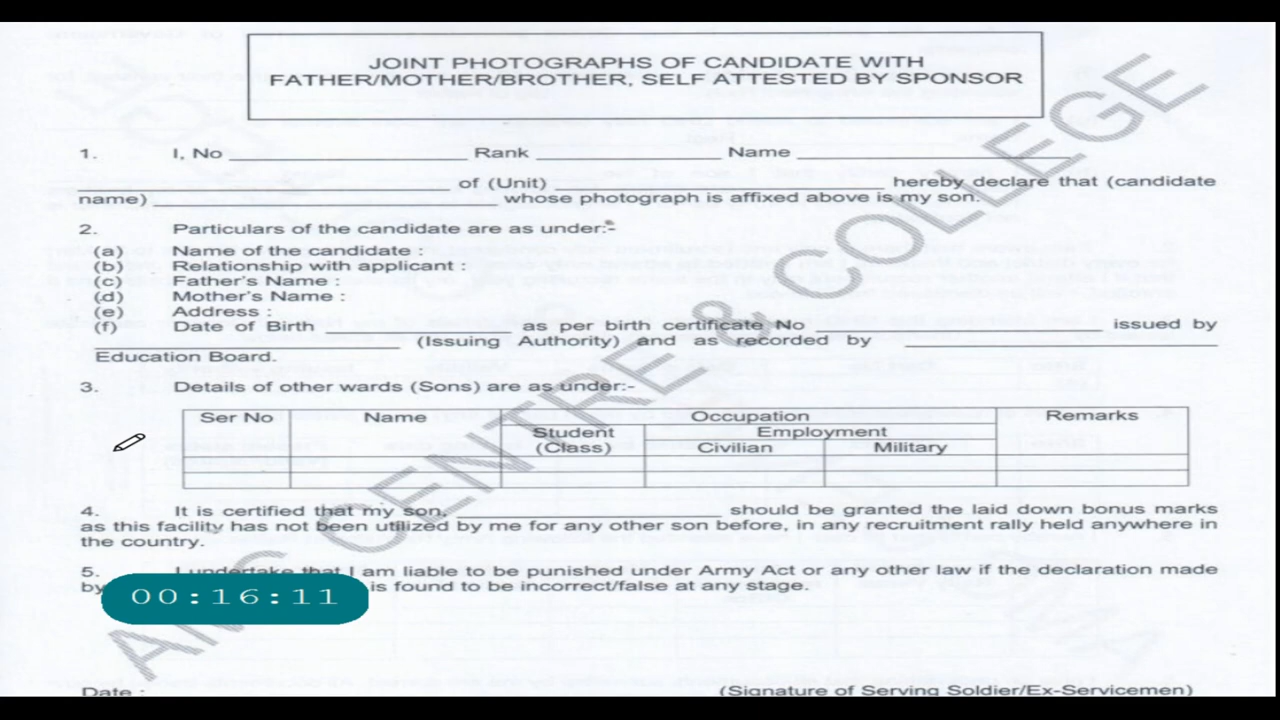 JOINT PHOTOGRAPHS OF CANDIDATE WITH
FATHER/MOTHER/BROTHER, SELF ATTESTED BY SPONSOR
1. I, No ____________________ Rank ________________ Name ________________________
________________________________ of (Unit) ____________________________ hereby declare that (candidate
name) ______________________________ whose photograph is affixed above is my son.
2. Particulars of the candidate are as under:-
(a) Name of the candidate :
(b) Relationship with applicant :
(c) Father's Name :
(d) Mother's Name :
(e) Address :
(f) Date of Birth ________________ as per birth certificate No ________________________ issued by
__________________________ (Issuing Authority) and as recorded by ______________________________
Education Board.
3. Details of other wards (Sons) are as under:-
Ser No Name Occupation Remarks
Student (Class) Employment
Civilian Military
4. It is certified that my son, ________________________ should be granted the laid down bonus marks
as this facility has not been utilized by me for any other son before, in any recruitment rally held anywhere in
the country.
5. I undertake that I am liable to be punished under Army Act or any other law if the declaration made
by is found to be incorrect/false at any stage.
00:16:11
Date :
(Signature of Serving Soldier/Ex-Servicemen)
CENTRE & COLLEGE